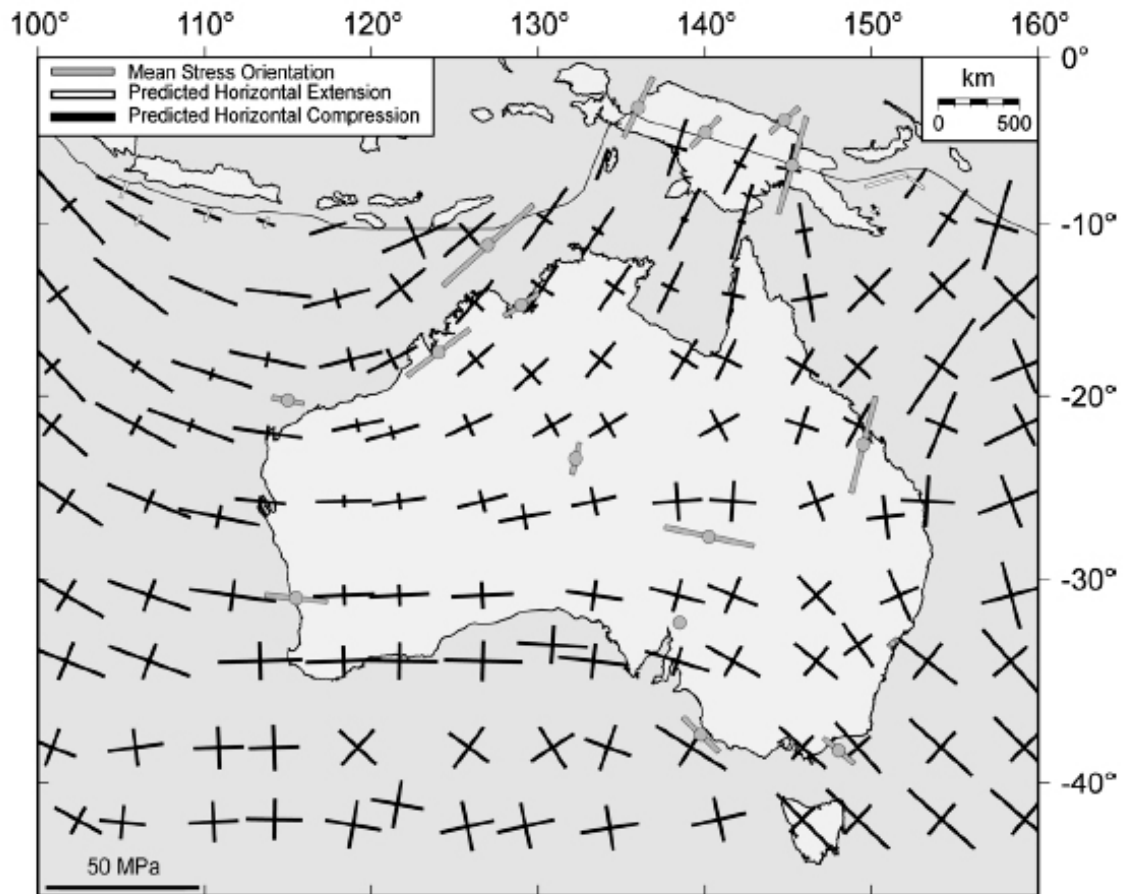 100° 110° 120° 130° 140° 150° 160°
0°
Mean Stress Orientation
Predicted Horizontal Extension
Predicted Horizontal Compression
km
0 500
-10°
-20°
-30°
-40°
50 MPa